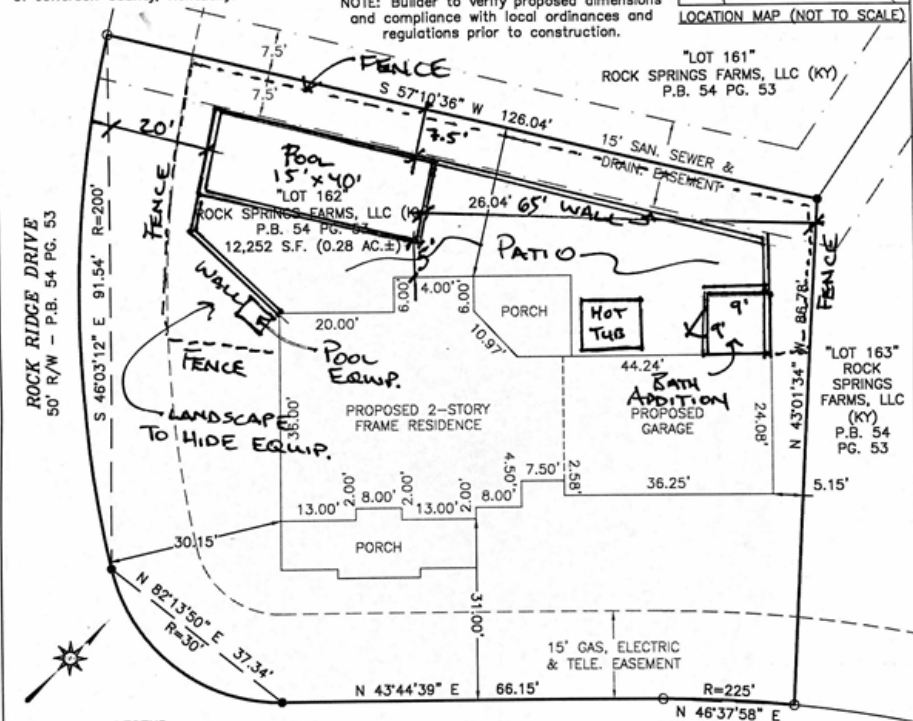 NOTE: Builder to verify proposed dimensions
and compliance with local ordinances and
regulations prior to construction.
LOCATION MAP (NOT TO SCALE)
"LOT 161"
ROCK SPRINGS FARMS, LLC (KY)
P.B. 54 PG. 53
7.5'
7.5'
FENCE
S 57°10'36" W
126.04'
7.5'
15' SAN. SEWER &
DRAIN. EASEMENT
20'
POOL
15' x 40'
"LOT 162"
ROCK SPRINGS FARMS, LLC
P.B. 54 PG. 53
12,252 S.F. (0.28 AC.±)
26.04'
65' WALL
FENCE
FENCE
ROCK RIDGE DRIVE
50' R/W - P.B. 54 PG. 53
R=200'
91.54'
S 46°03'12" E
5'
PATIO
WALL
5'
6.00'
4.00'
6.00'
PORCH
HOT
TUB
9'
9'
20.00'
10.97'
FENCE
POOL
EQUIP.
44.24'
BATH
ADDITION
PROPOSED
GARAGE
24.08'
86.78'
N 43°01'34" W
"LOT 163"
ROCK
SPRINGS
FARMS, LLC
(KY)
P.B. 54
PG. 53
LANDSCAPE
TO HIDE EQUIP.
36.00'
PROPOSED 2-STORY
FRAME RESIDENCE
4.50'
7.50'
2.58'
36.25'
5.15'
13.00'
2.00'
8.00'
2.00'
13.00'
2.00'
8.00'
30.15'
PORCH
31.00'
N 82°13'50" E
R=30'
37.34'
15' GAS, ELECTRIC
& TELE. EASEMENT
N 43°44'39" E
66.15'
R=225'
N 46°37'58" E